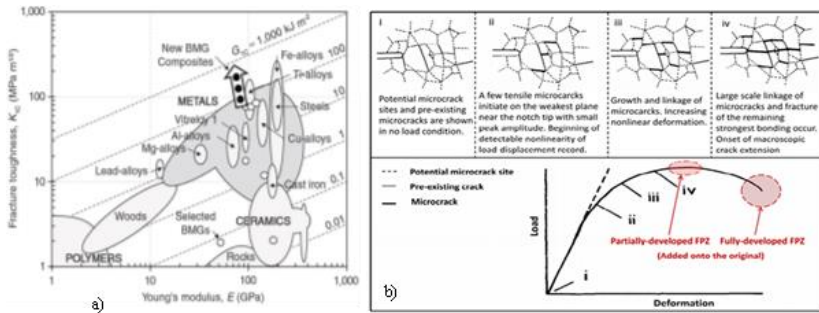 1,000
100
10
1
Fracture toughness, K_IC (MPa m^1/2)
New BMG
Composites
G_IC = 1,000 kJ m^-2
Fe-alloys
100
Ti-alloys
METALS
10
Steels
Vitreloy 1
Al-alloys
1
Mg-alloys
Cu-alloys
Lead-alloys
0.1
Cast iron
Woods
Selected
BMGs
CERAMICS
0.01
POLYMERS
Rocks
1
10
100
1,000
Young's modulus, E (GPa)
a)
i
ii
iii
iv
Potential microcrack
sites and pre-existing
microcracks are shown
in no load condition.
A few tensile microcarcks
initiate on the weakest plane
near the notch tip with small
peak amplitude. Beginning of
detectable nonlinearity of
load displacement record.
Growth and linkage of
microcracks. Increasing
nonlinear deformation.
Large scale linkage of
microcracks and fracture
of the remaining
strongest bonding occur.
Onset of macroscopic
crack extension
Potential microcrack site
Pre-existing crack
Microcrack
Load
i
ii
iii
iv
Partially-developed FPZ
Fully-developed FPZ
(Added onto the original)
Deformation
b)